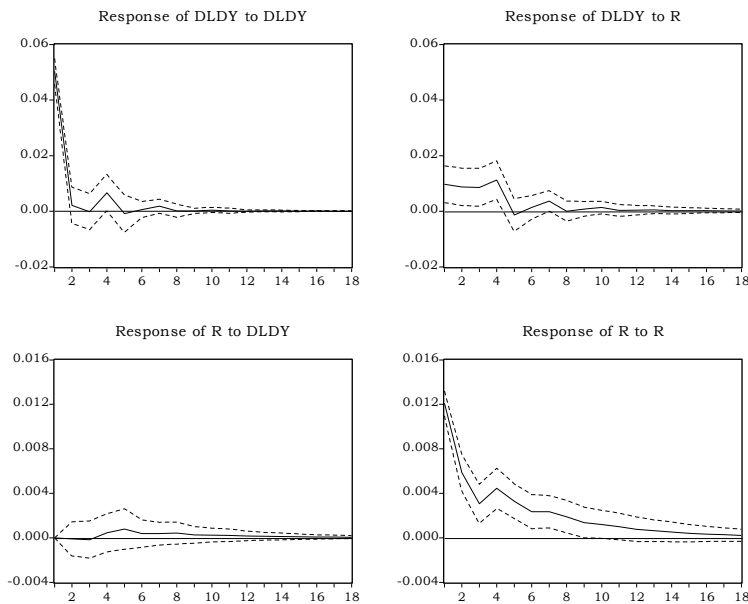 Response of DLDY to DLDY
0.06
0.04
0.02
0.00
-0.02
2 4 6 8 10 12 14 16 18
Response of DLDY to R
0.06
0.04
0.02
0.00
-0.02
2 4 6 8 10 12 14 16 18
Response of R to DLDY
0.016
0.012
0.008
0.004
0.000
-0.004
2 4 6 8 10 12 14 16 18
Response of R to R
0.016
0.012
0.008
0.004
0.000
-0.004
2 4 6 8 10 12 14 16 18